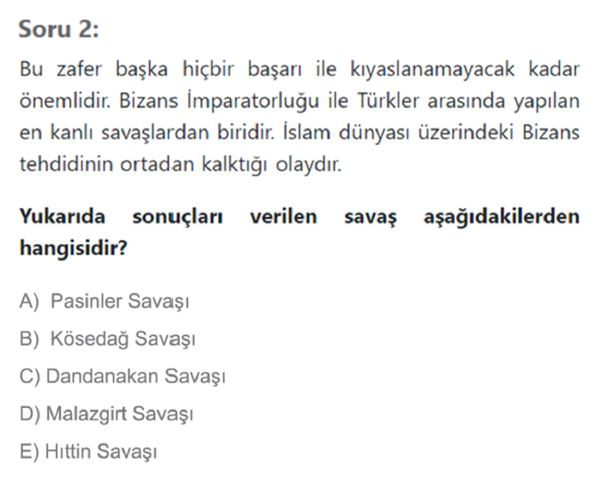 Soru 2:
Bu zafer başka hiçbir başarı ile kıyaslanamayacak kadar
önemlidir. Bizans İmparatorluğu ile Türkler arasında yapılan
en kanlı savaşlardan biridir. İslam dünyası üzerindeki Bizans
tehdidinin ortadan kalktığı olaydır.
Yukarıda sonuçları verilen savaş aşağıdakilerden
hangisidir?
A) Pasinler Savaşı
B) Kösedağ Savaşı
C) Dandanakan Savaşı
D) Malazgirt Savaşı
E) Hıttin Savaşı